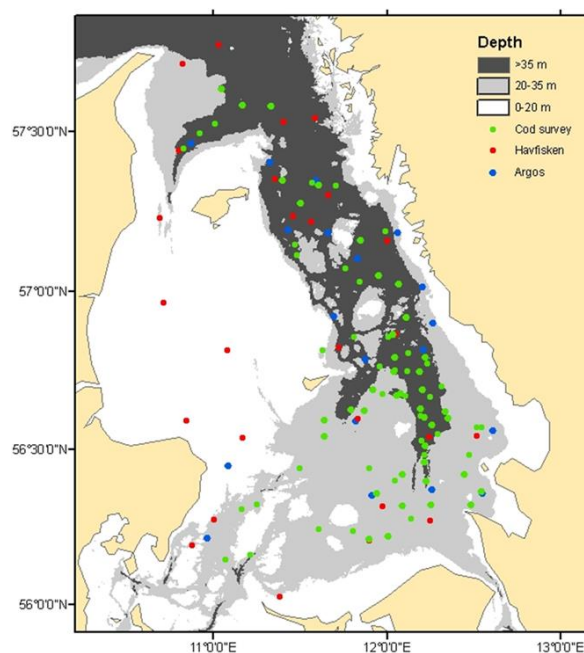 Depth
>35 m
20-35 m
0-20 m
Cod survey
Havfisken
Argos
57°30'0"N
57°0'0"N
56°30'0"N
56°0'0"N
11°0'0"E
12°0'0"E
13°0'0"E